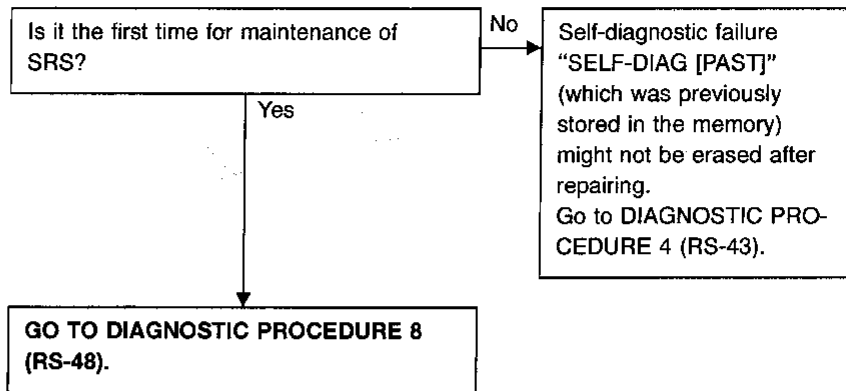 Is it the first time for maintenance of
SRS?
No
Self-diagnostic failure
"SELF-DIAG [PAST]"
(which was previously
stored in the memory)
might not be erased after
repairing.
Go to DIAGNOSTIC PRO-
CEDURE 4 (RS-43).
Yes
GO TO DIAGNOSTIC PROCEDURE 8
(RS-48).